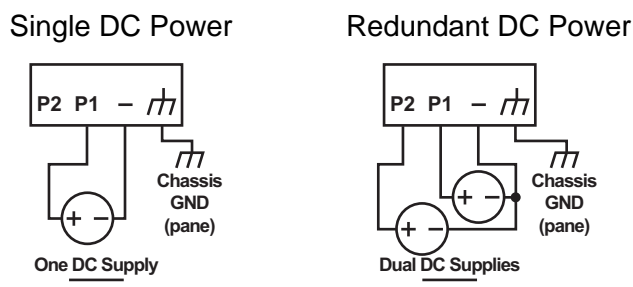 Single DC Power
P2 P1 –
Chassis
GND
(pane)
+ –
One DC Supply
Redundant DC Power
P2 P1 –
Chassis
GND
(pane)
+ –
+ –
Dual DC Supplies